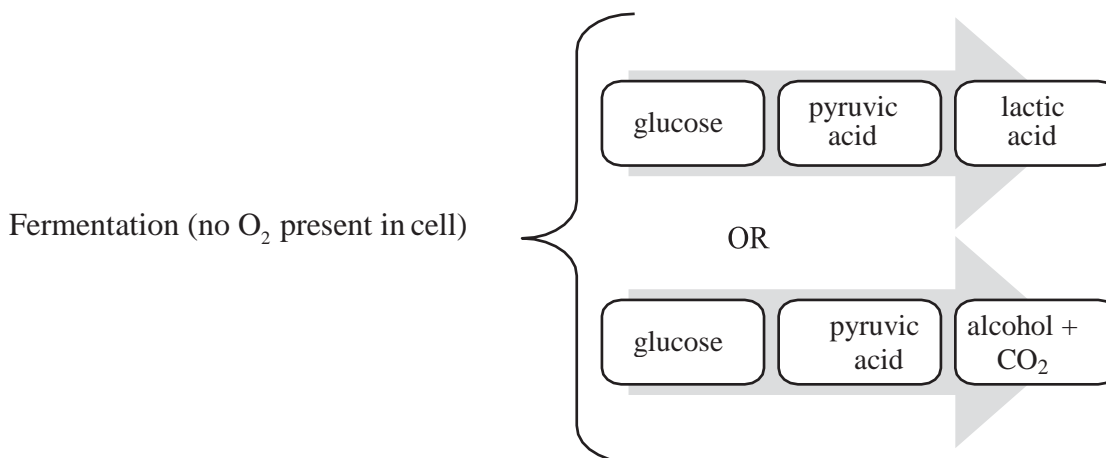 glucose
pyruvic
acid
lactic
acid
Fermentation (no O₂ present in cell)
OR
glucose
pyruvic
acid
alcohol +
CO₂